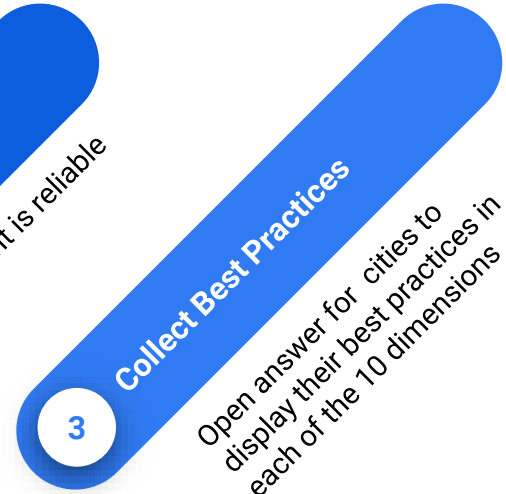 t is reliable
3
Collect Best Practices
Open answer for cities to
display their best practices in
each of the 10 dimensions